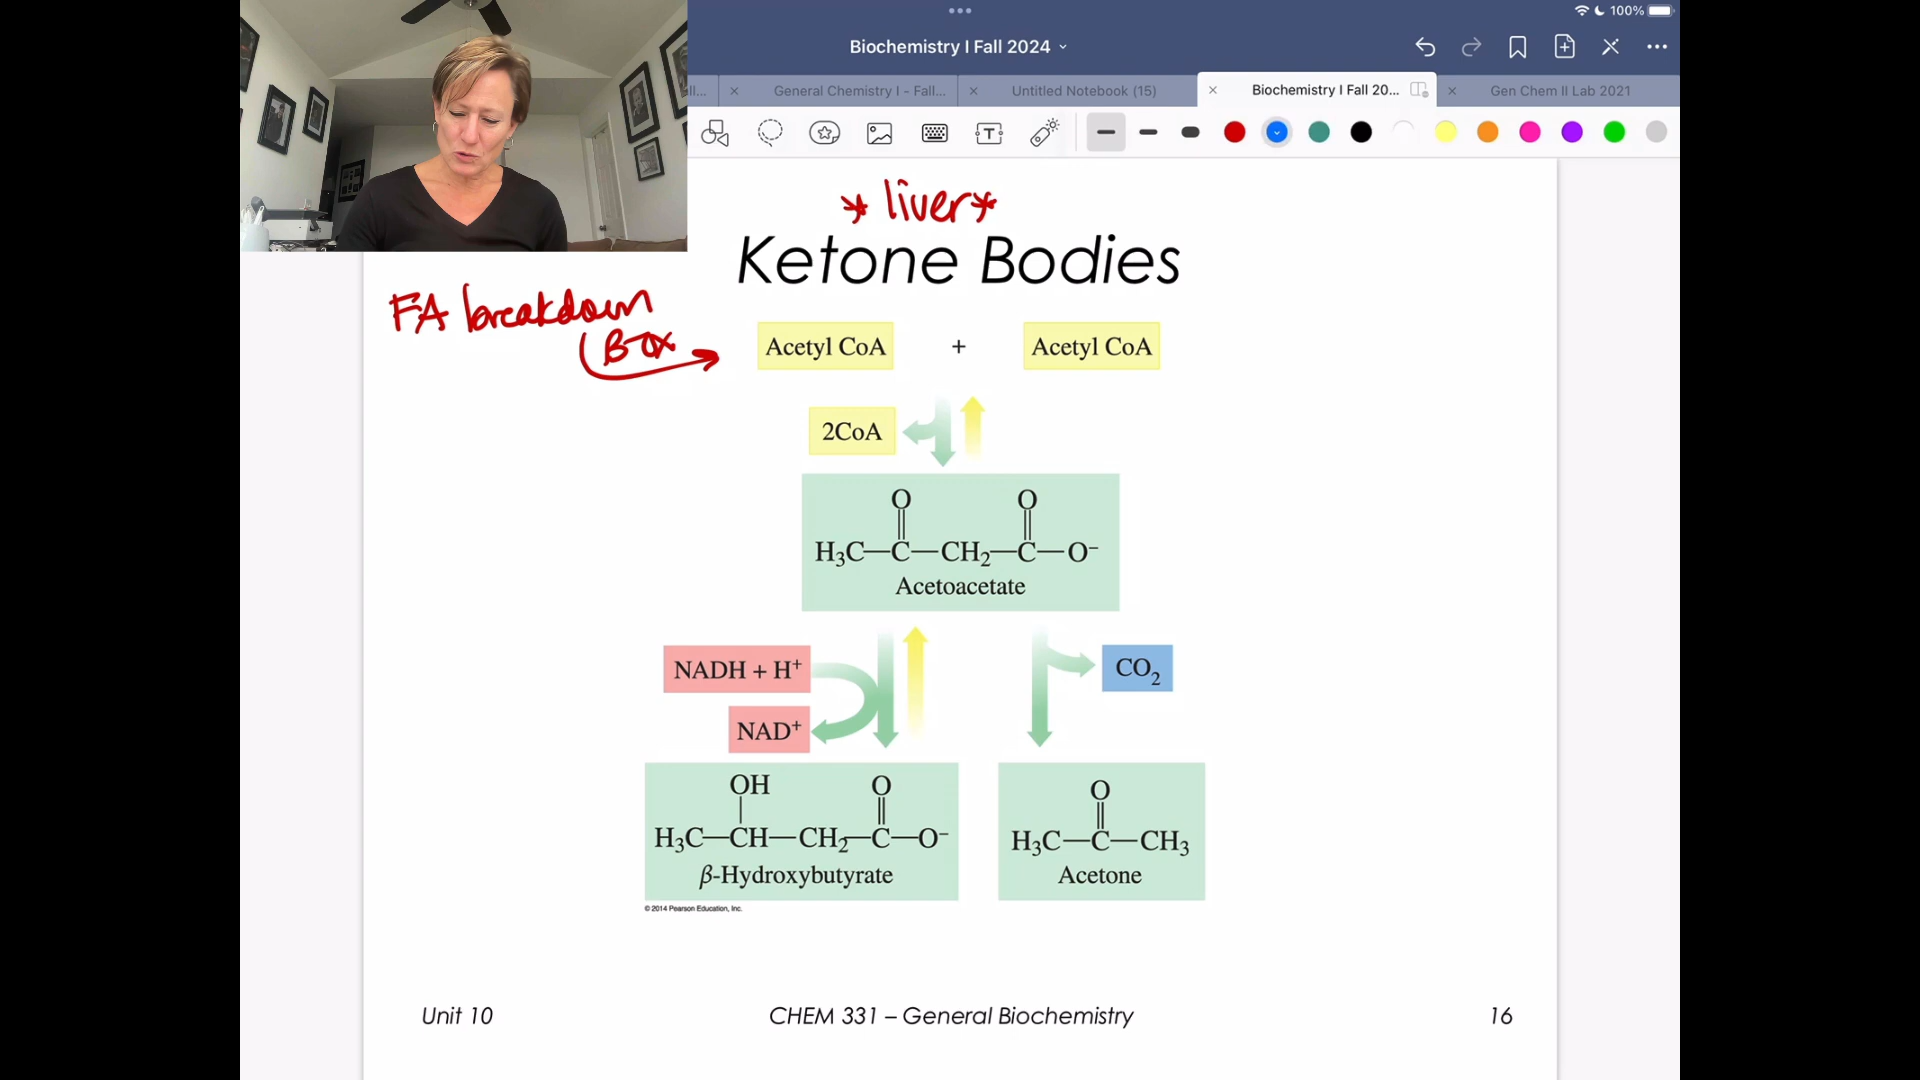 100%
Biochemistry I Fall 2024
ll...
General Chemistry I - Fall...
Untitled Notebook (15)
Biochemistry I Fall 20...
Gen Chem II Lab 2021
* liver *
Ketone Bodies
FA breakdown
B-ox
Acetyl CoA + Acetyl CoA
2CoA
O O
H₃C—C—CH₂—C—O⁻
Acetoacetate
NADH + H⁺
CO₂
NAD⁺
OH O
H₃C—CH—CH₂—C—O⁻
β-Hydroxybutyrate
O
H₃C—C—CH₃
Acetone
© 2014 Pearson Education, Inc.
Unit 10
CHEM 331 – General Biochemistry
16